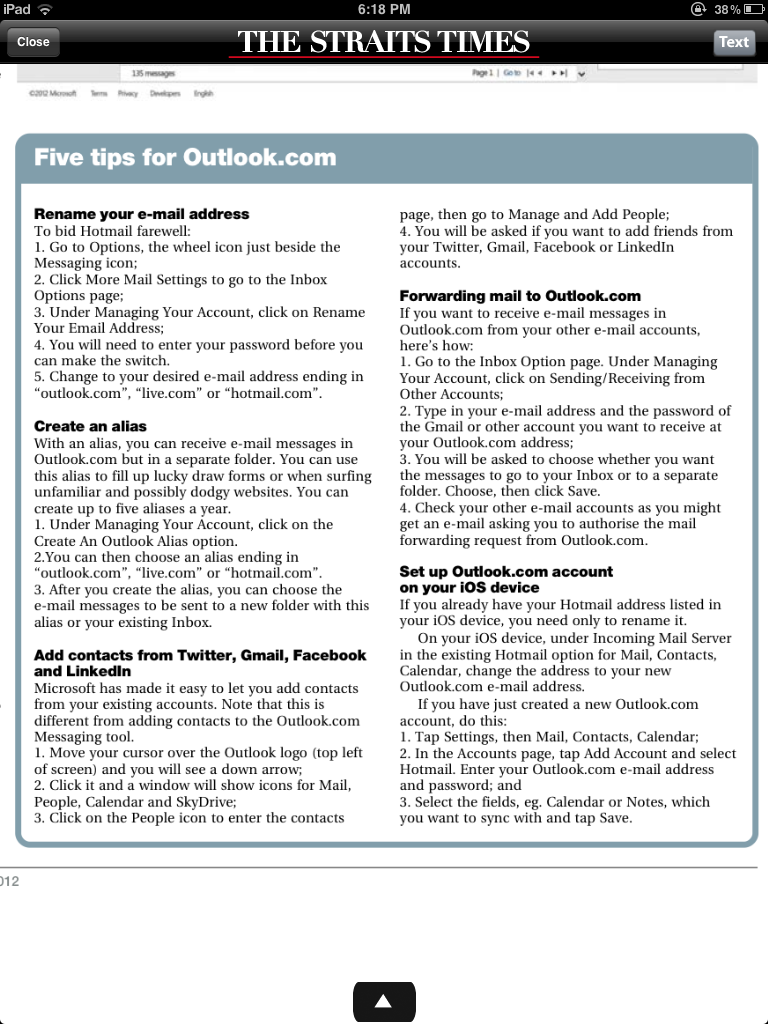 iPad 6:18 PM 38%
Close THE STRAITS TIMES Text
135 messages Page 1 | Go to
©2012 Microsoft Terms Privacy Developers English
Five tips for Outlook.com
Rename your e-mail address
To bid Hotmail farewell:
1. Go to Options, the wheel icon just beside the
Messaging icon;
2. Click More Mail Settings to go to the Inbox
Options page;
3. Under Managing Your Account, click on Rename
Your Email Address;
4. You will need to enter your password before you
can make the switch.
5. Change to your desired e-mail address ending in
“outlook.com”, “live.com” or “hotmail.com”.
Create an alias
With an alias, you can receive e-mail messages in
Outlook.com but in a separate folder. You can use
this alias to fill up lucky draw forms or when surfing
unfamiliar and possibly dodgy websites. You can
create up to five aliases a year.
1. Under Managing Your Account, click on the
Create An Outlook Alias option.
2.You can then choose an alias ending in
“outlook.com”, “live.com” or “hotmail.com”.
3. After you create the alias, you can choose the
e-mail messages to be sent to a new folder with this
alias or your existing Inbox.
Add contacts from Twitter, Gmail, Facebook
and LinkedIn
Microsoft has made it easy to let you add contacts
from your existing accounts. Note that this is
different from adding contacts to the Outlook.com
Messaging tool.
1. Move your cursor over the Outlook logo (top left
of screen) and you will see a down arrow;
2. Click it and a window will show icons for Mail,
People, Calendar and SkyDrive;
3. Click on the People icon to enter the contacts
page, then go to Manage and Add People;
4. You will be asked if you want to add friends from
your Twitter, Gmail, Facebook or LinkedIn
accounts.
Forwarding mail to Outlook.com
If you want to receive e-mail messages in
Outlook.com from your other e-mail accounts,
here’s how:
1. Go to the Inbox Option page. Under Managing
Your Account, click on Sending/Receiving from
Other Accounts;
2. Type in your e-mail address and the password of
the Gmail or other account you want to receive at
your Outlook.com address;
3. You will be asked to choose whether you want
the messages to go to your Inbox or to a separate
folder. Choose, then click Save.
4. Check your other e-mail accounts as you might
get an e-mail asking you to authorise the mail
forwarding request from Outlook.com.
Set up Outlook.com account
on your iOS device
If you already have your Hotmail address listed in
your iOS device, you need only to rename it.
On your iOS device, under Incoming Mail Server
in the existing Hotmail option for Mail, Contacts,
Calendar, change the address to your new
Outlook.com e-mail address.
If you have just created a new Outlook.com
account, do this:
1. Tap Settings, then Mail, Contacts, Calendar;
2. In the Accounts page, tap Add Account and select
Hotmail. Enter your Outlook.com e-mail address
and password; and
3. Select the fields, eg. Calendar or Notes, which
you want to sync with and tap Save.
012